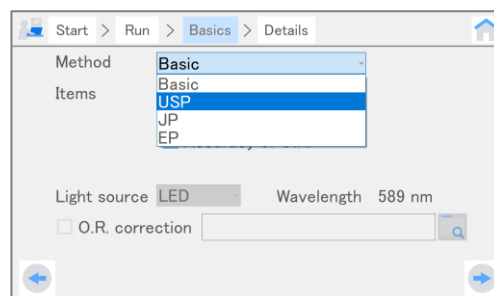 Start > Run > Basics > Details
Method Basic
Basic
Items
USP
JP
EP
Light source LED Wavelength 589 nm
O.R. correction